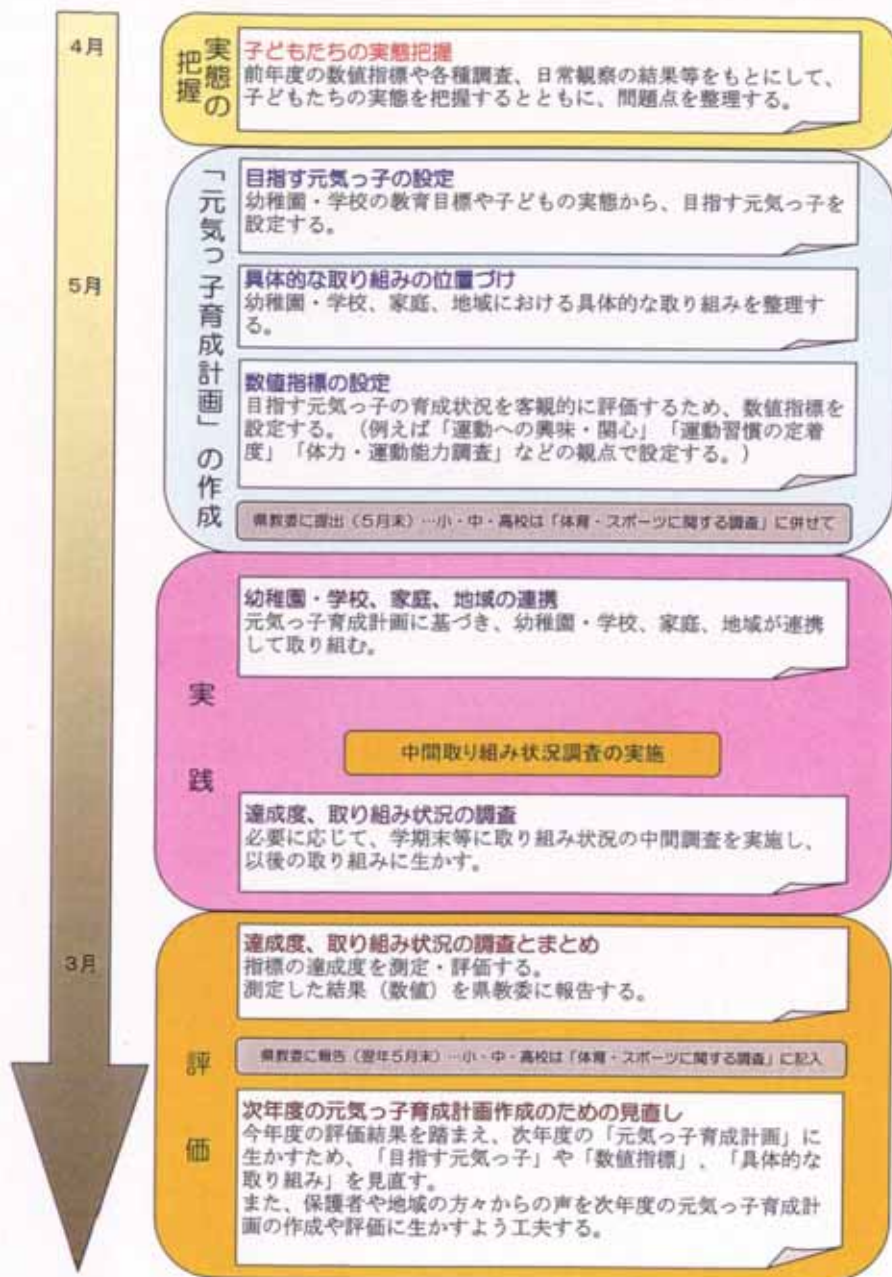 4月
実態の
把握
子どもたちの実態把握
前年度の数値指標や各種調査、日常観察の結果等をもとにして、
子どもたちの実態を把握するとともに、問題点を整理する。
「元気っ子育成計画」の作成
目指す元気っ子の設定
幼稚園・学校の教育目標や子どもの実態から、目指す元気っ子を
設定する。
5月
具体的な取り組みの位置づけ
幼稚園・学校、家庭、地域における具体的な取り組みを整理す
る。
数値指標の設定
目指す元気っ子の育成状況を客観的に評価するため、数値指標を
設定する。（例えば「運動への興味・関心」「運動習慣の定着
度」「体力・運動能力調査」などの観点で設定する。）
県教委に提出（5月末）…小・中・高校は「体育・スポーツに関する調査」に併せて
実践
幼稚園・学校、家庭、地域の連携
元気っ子育成計画に基づき、幼稚園・学校、家庭、地域が連携
して取り組む。
中間取り組み状況調査の実施
達成度、取り組み状況の調査
必要に応じて、学期末等に取り組み状況の中間調査を実施し、
以後の取り組みに生かす。
3月
評価
達成度、取り組み状況の調査とまとめ
指標の達成度を測定・評価する。
測定した結果（数値）を県教委に報告する。
県教委に報告（翌年5月末）…小・中・高校は「体育・スポーツに関する調査」に記入
次年度の元気っ子育成計画作成のための見直し
今年度の評価結果を踏まえ、次年度の「元気っ子育成計画」に
生かすため、「目指す元気っ子」や「数値指標」、「具体的な
取り組み」を見直す。
また、保護者や地域の方々からの声を次年度の元気っ子育成計
画の作成や評価に生かすよう工夫する。